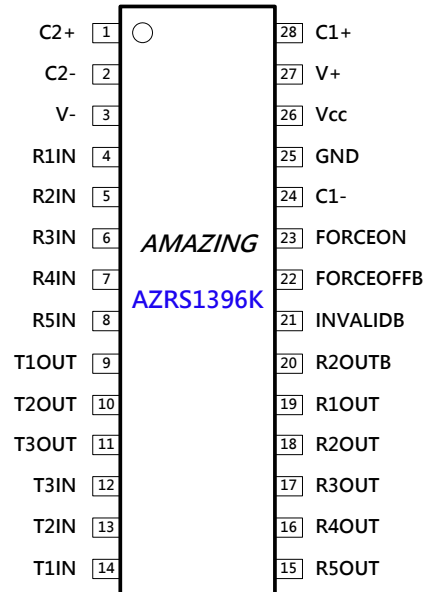 C2+ 1 28 C1+
C2- 2 27 V+
V- 3 26 Vcc
R1IN 4 25 GND
R2IN 5 24 C1-
R3IN 6 AMAZING 23 FORCEON
R4IN 7 22 FORCEOFFB
AZRS1396K
R5IN 8 21 INVALIDB
T1OUT 9 20 R2OUTB
T2OUT 10 19 R1OUT
T3OUT 11 18 R2OUT
T3IN 12 17 R3OUT
T2IN 13 16 R4OUT
T1IN 14 15 R5OUT